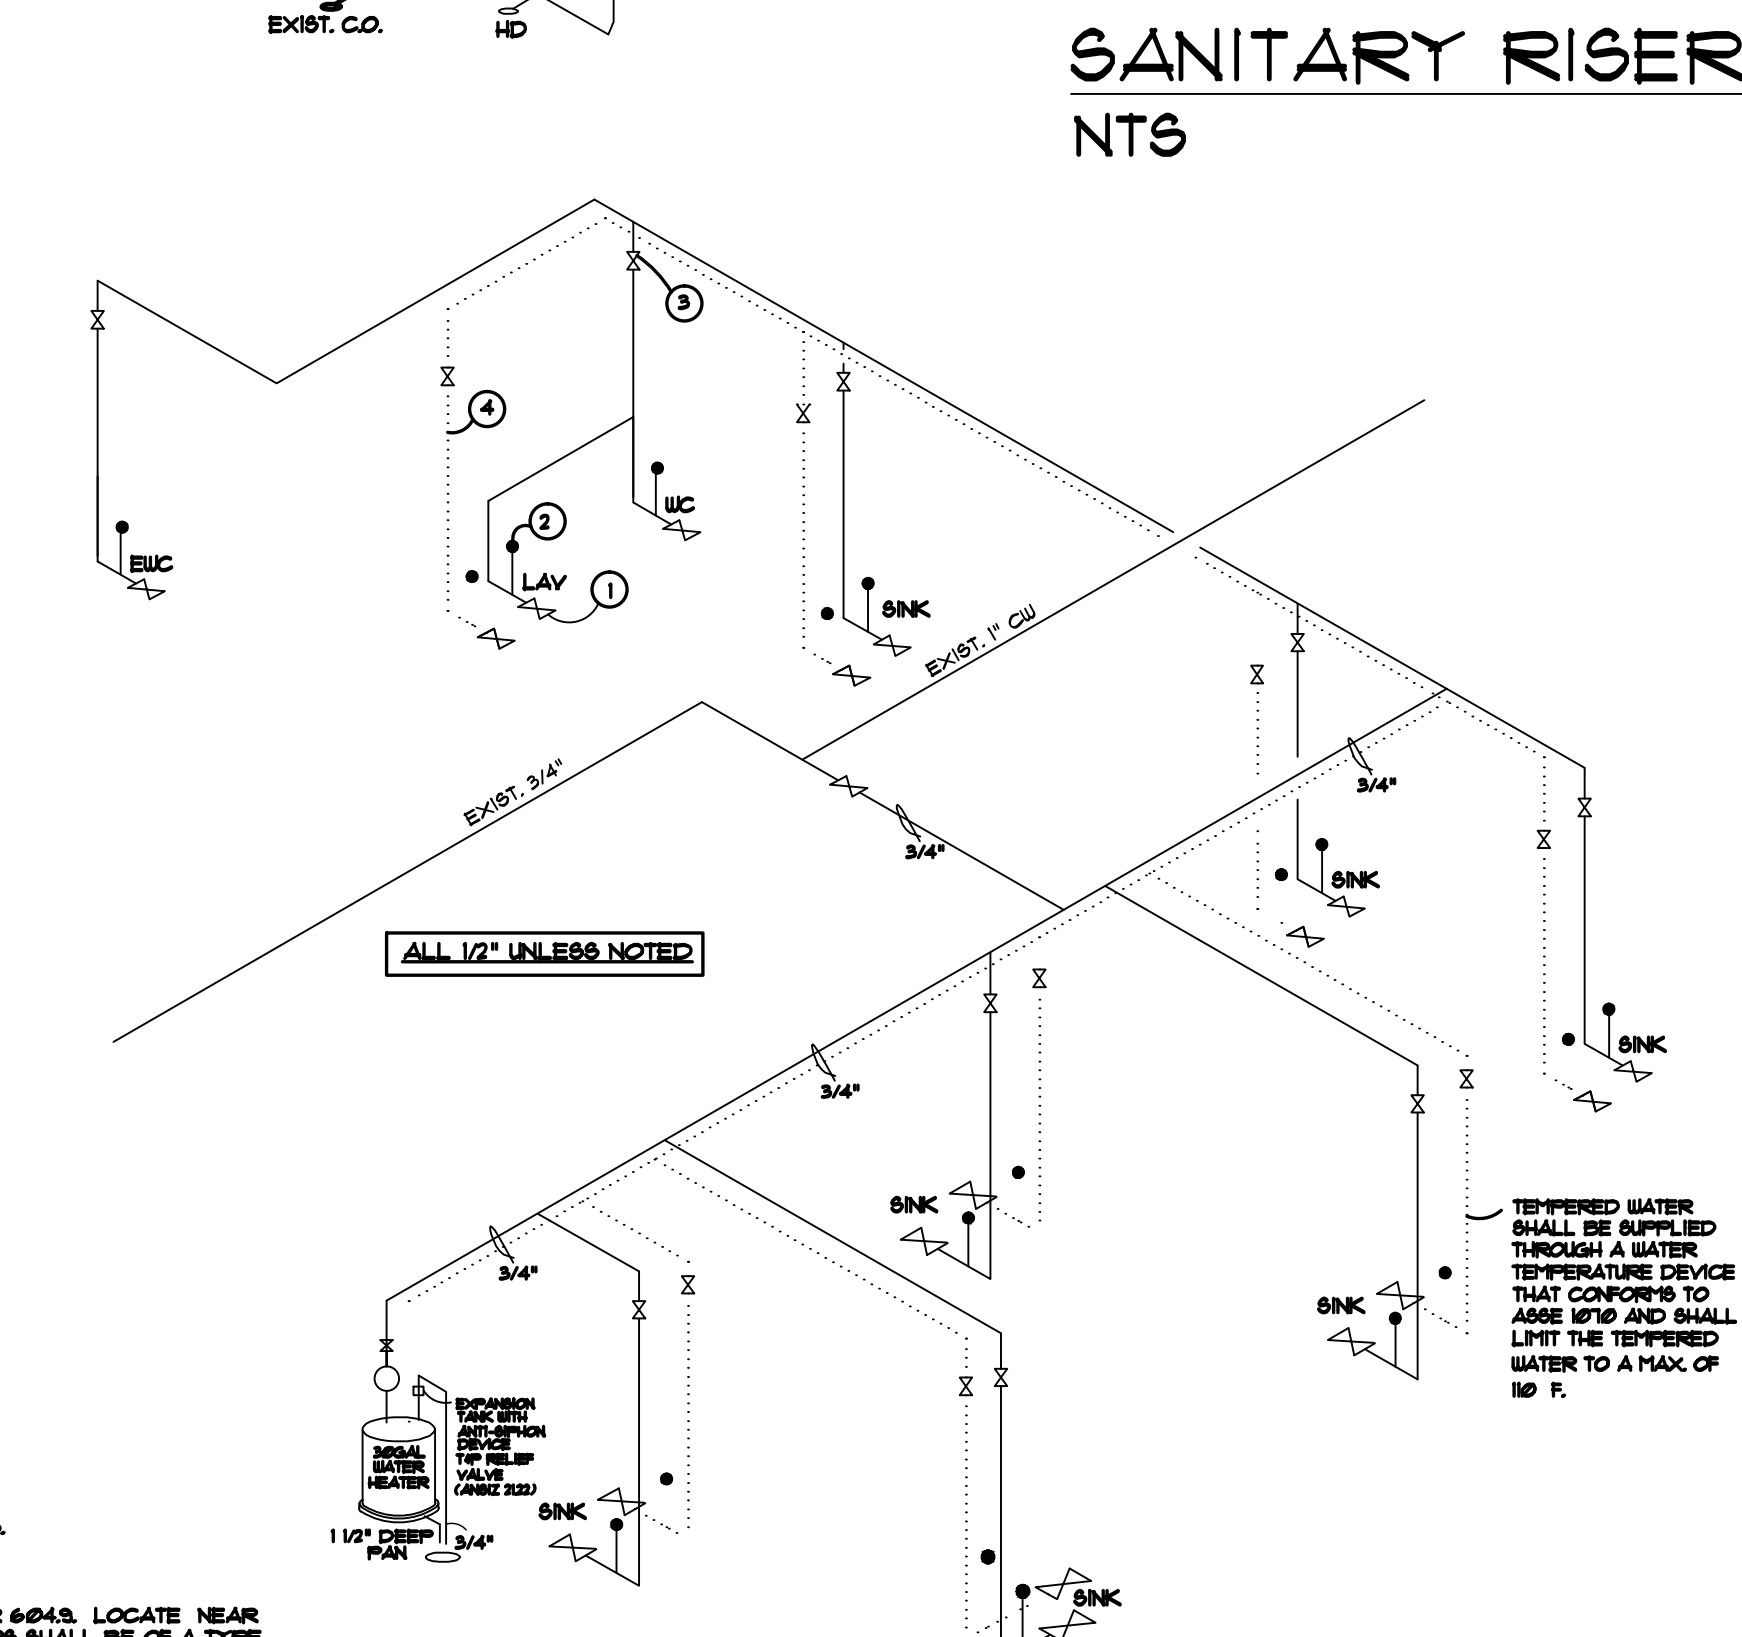 EXIST. C.O.
HD
SANITARY RISER
NTS
3
4
WC
2
EWC
LAV
1
SINK
EXIST. 1" CW
EXIST. 3/4"
3/4"
3/4"
SINK
ALL 1/2" UNLESS NOTED
SINK
3/4"
SINK
TEMPERED WATER
SHALL BE SUPPLIED
THROUGH A WATER
TEMPERATURE DEVICE
THAT CONFORMS TO
ASSE 1070 AND SHALL
LIMIT THE TEMPERED
WATER TO A MAX. OF
110 F.
SINK
3/4"
EXPANSION
TANK WITH
ANTI-SIPHON
DEVICE
T&P RELIEF
VALVE
(ANSIZ 21.22)
30GAL
WATER
HEATER
SINK
1 1/2" DEEP
PAN
3/4"
SINK
604.9. LOCATE NEAR
SHALL BE OF A TYPE